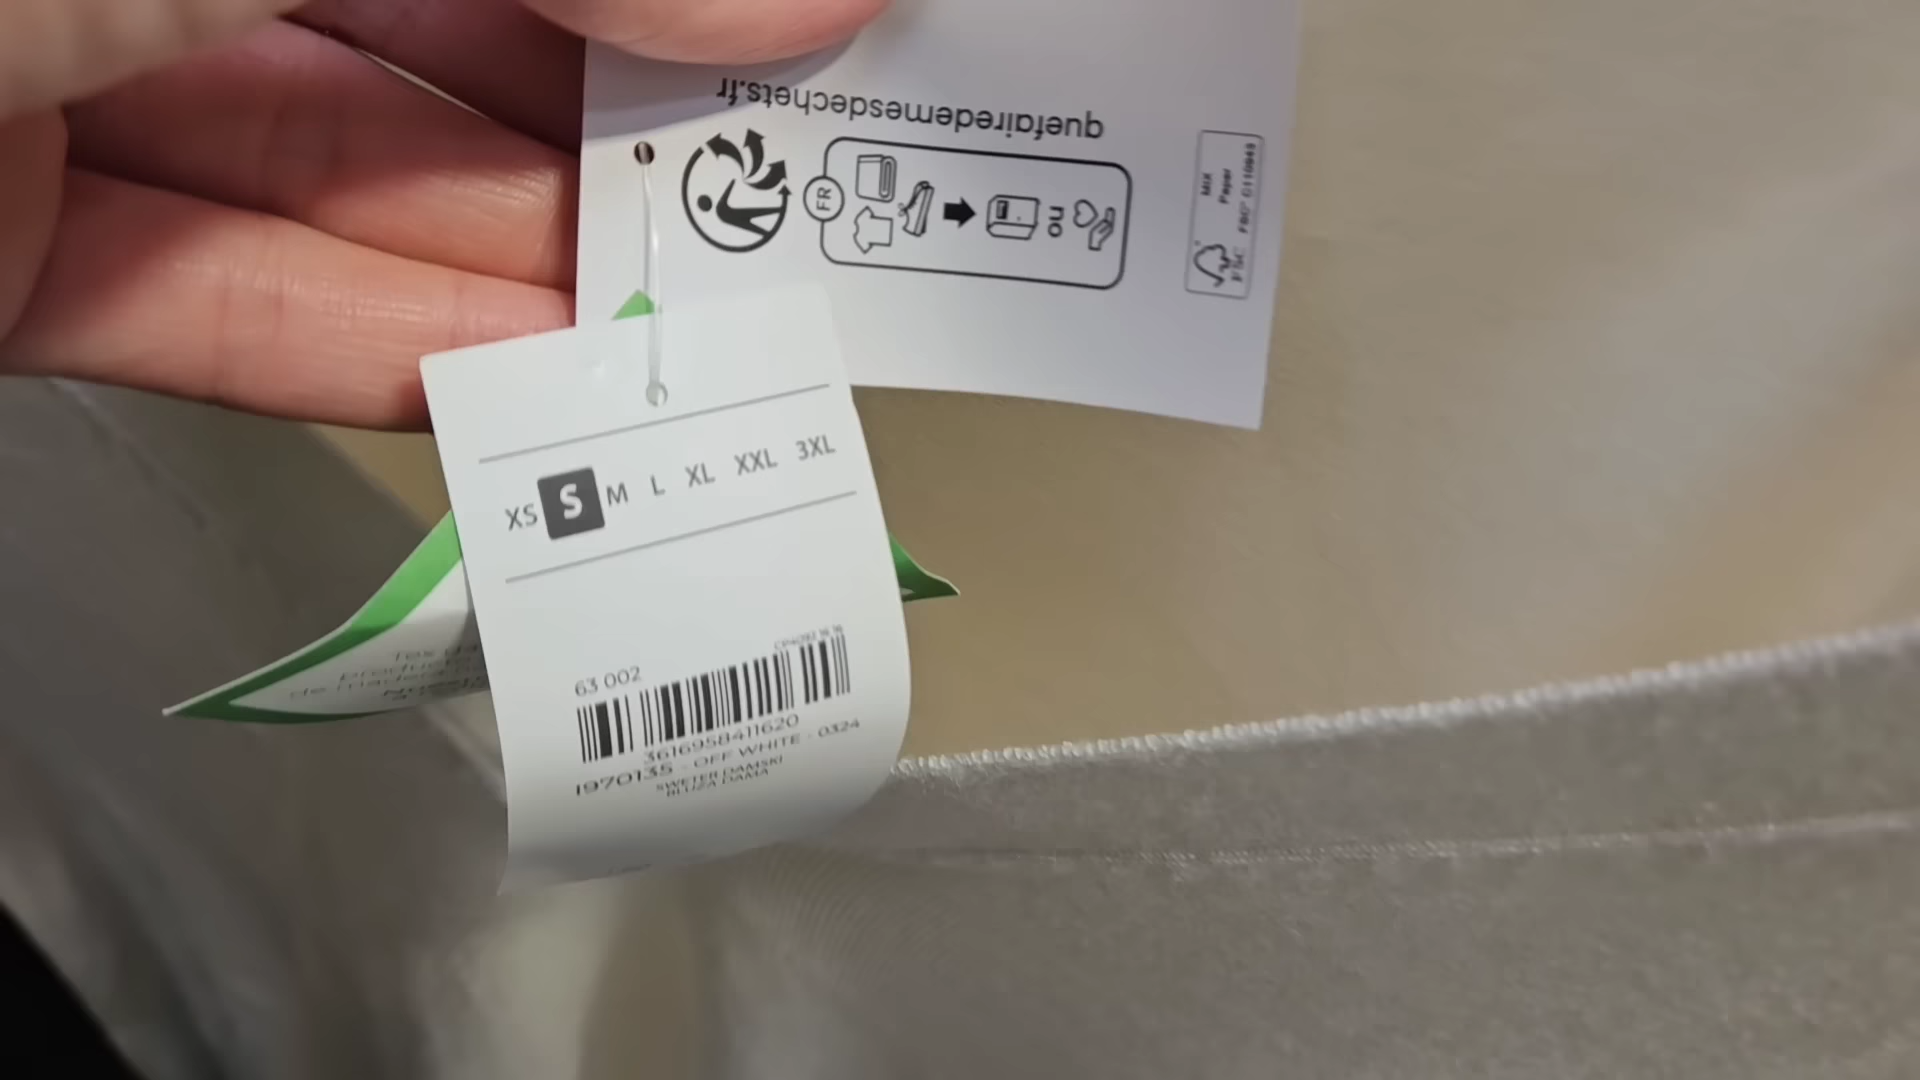 quefairedemesdechets.fr
FR
ou
MIX
Paper
FSC
XS S M L XL XXL 3XL
63 002
3616958411620
1970135 - OFF WHITE - 0324
SWETER DAMSKI
BLUZA DAMA